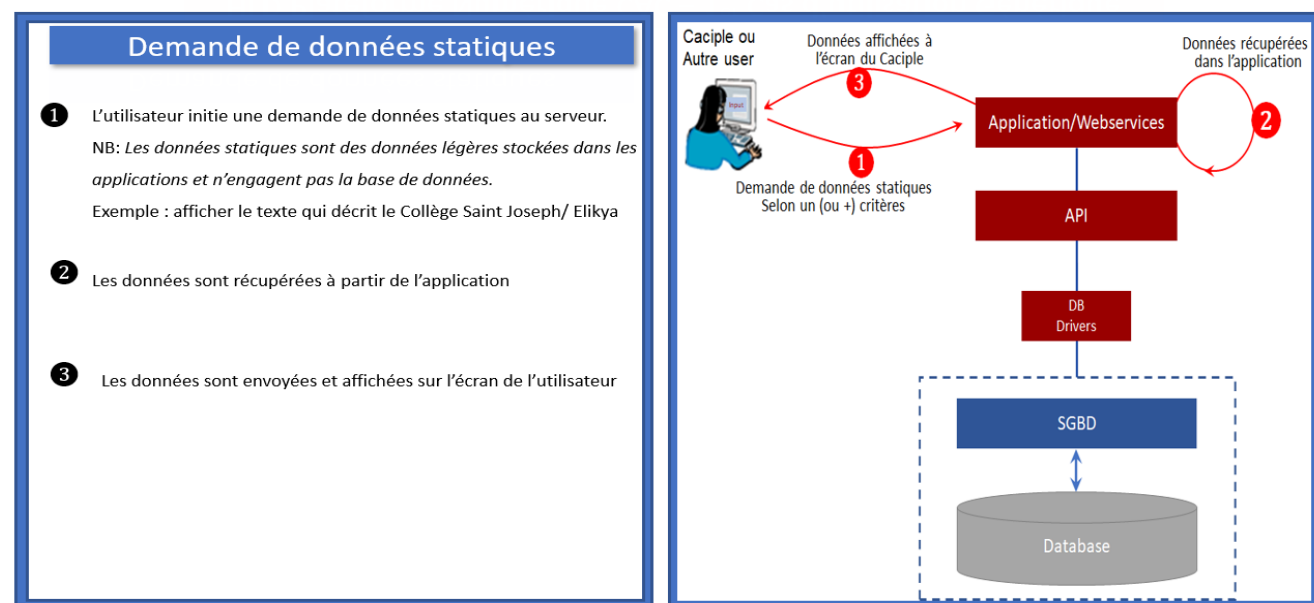 Demande de données statiques
❶ L'utilisateur initie une demande de données statiques au serveur.
NB: Les données statiques sont des données légères stockées dans les
applications et n'engagent pas la base de données.
Exemple : afficher le texte qui décrit le Collège Saint Joseph/ Elikya
❷ Les données sont récupérées à partir de l'application
❸ Les données sont envoyées et affichées sur l'écran de l'utilisateur
Caciple ou
Autre user
Input
Données affichées à
l'écran du Caciple
3
1
Demande de données statiques
Selon un (ou +) critères
Données récupérées
dans l'application
2
Application/Webservices
API
DB
Drivers
SGBD
Database